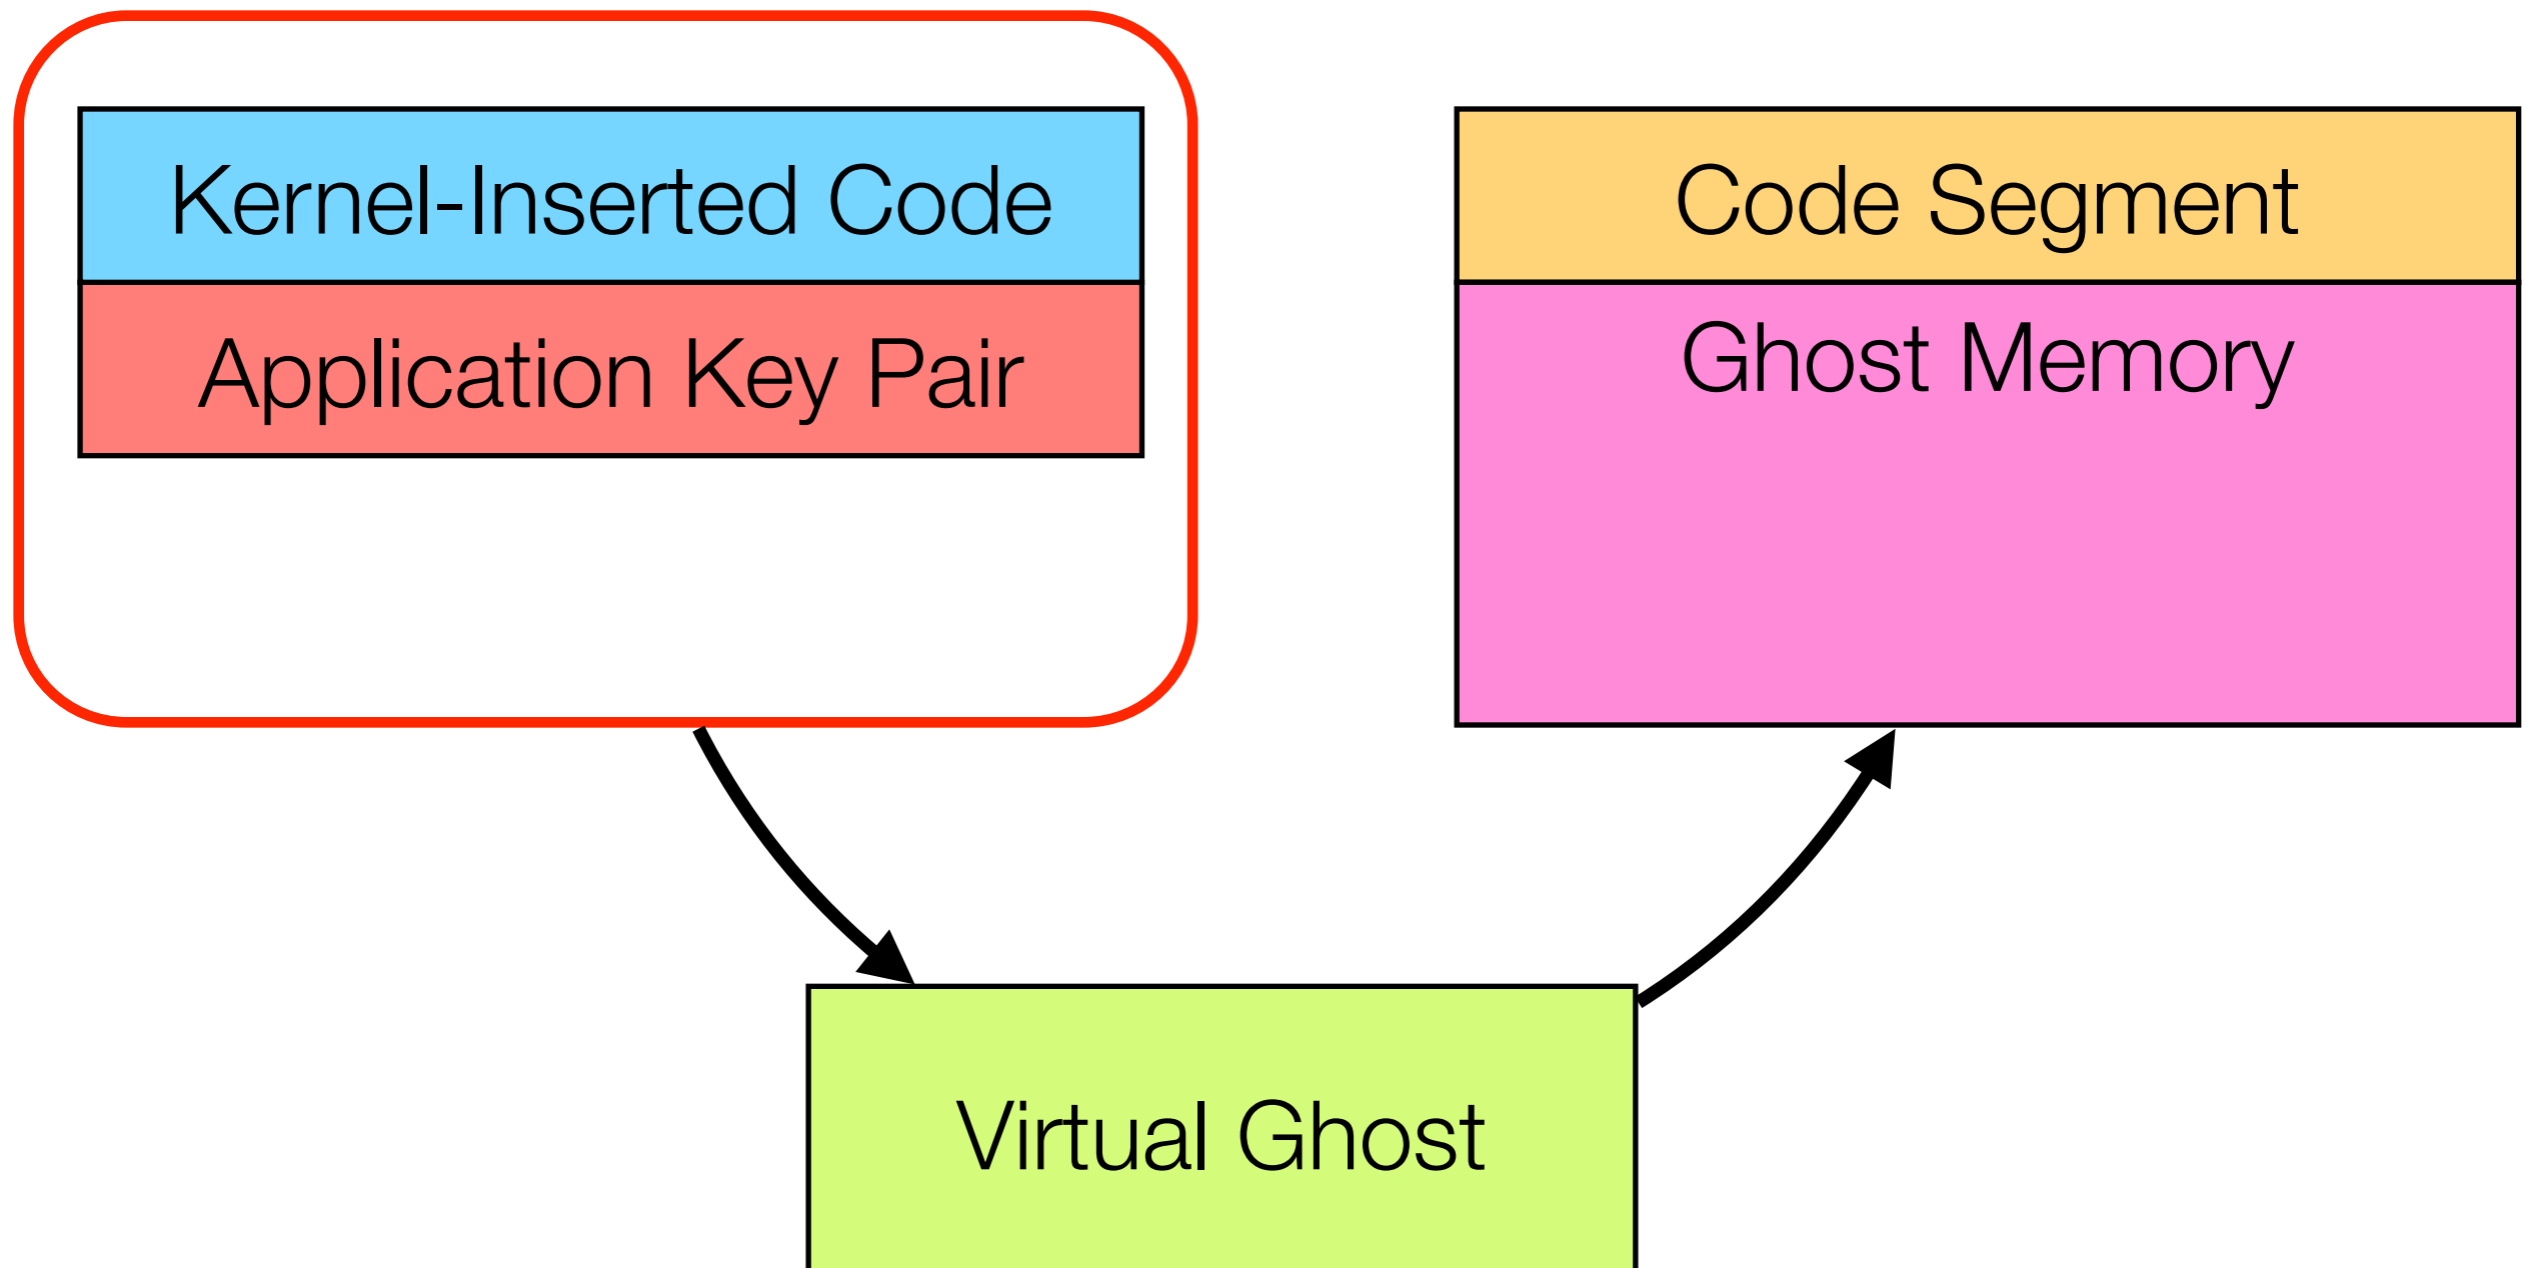 Kernel-Inserted Code
Application Key Pair
Code Segment
Ghost Memory
Virtual Ghost